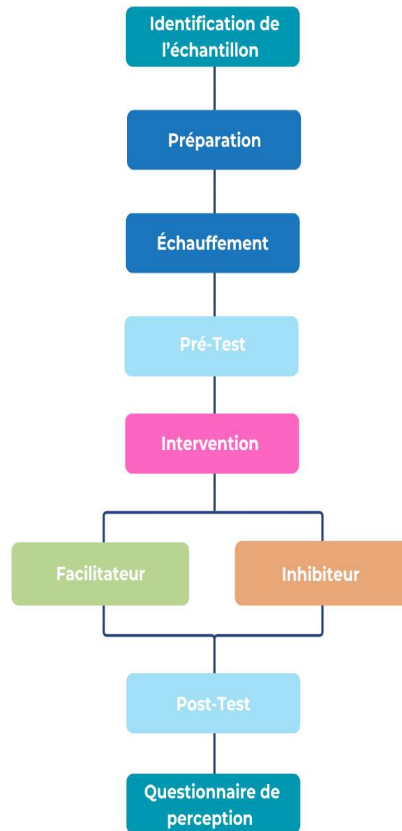 Identification de
l'échantillon
Préparation
Échauffement
Pré-Test
Intervention
Facilitateur
Inhibiteur
Post-Test
Questionnaire de
perception